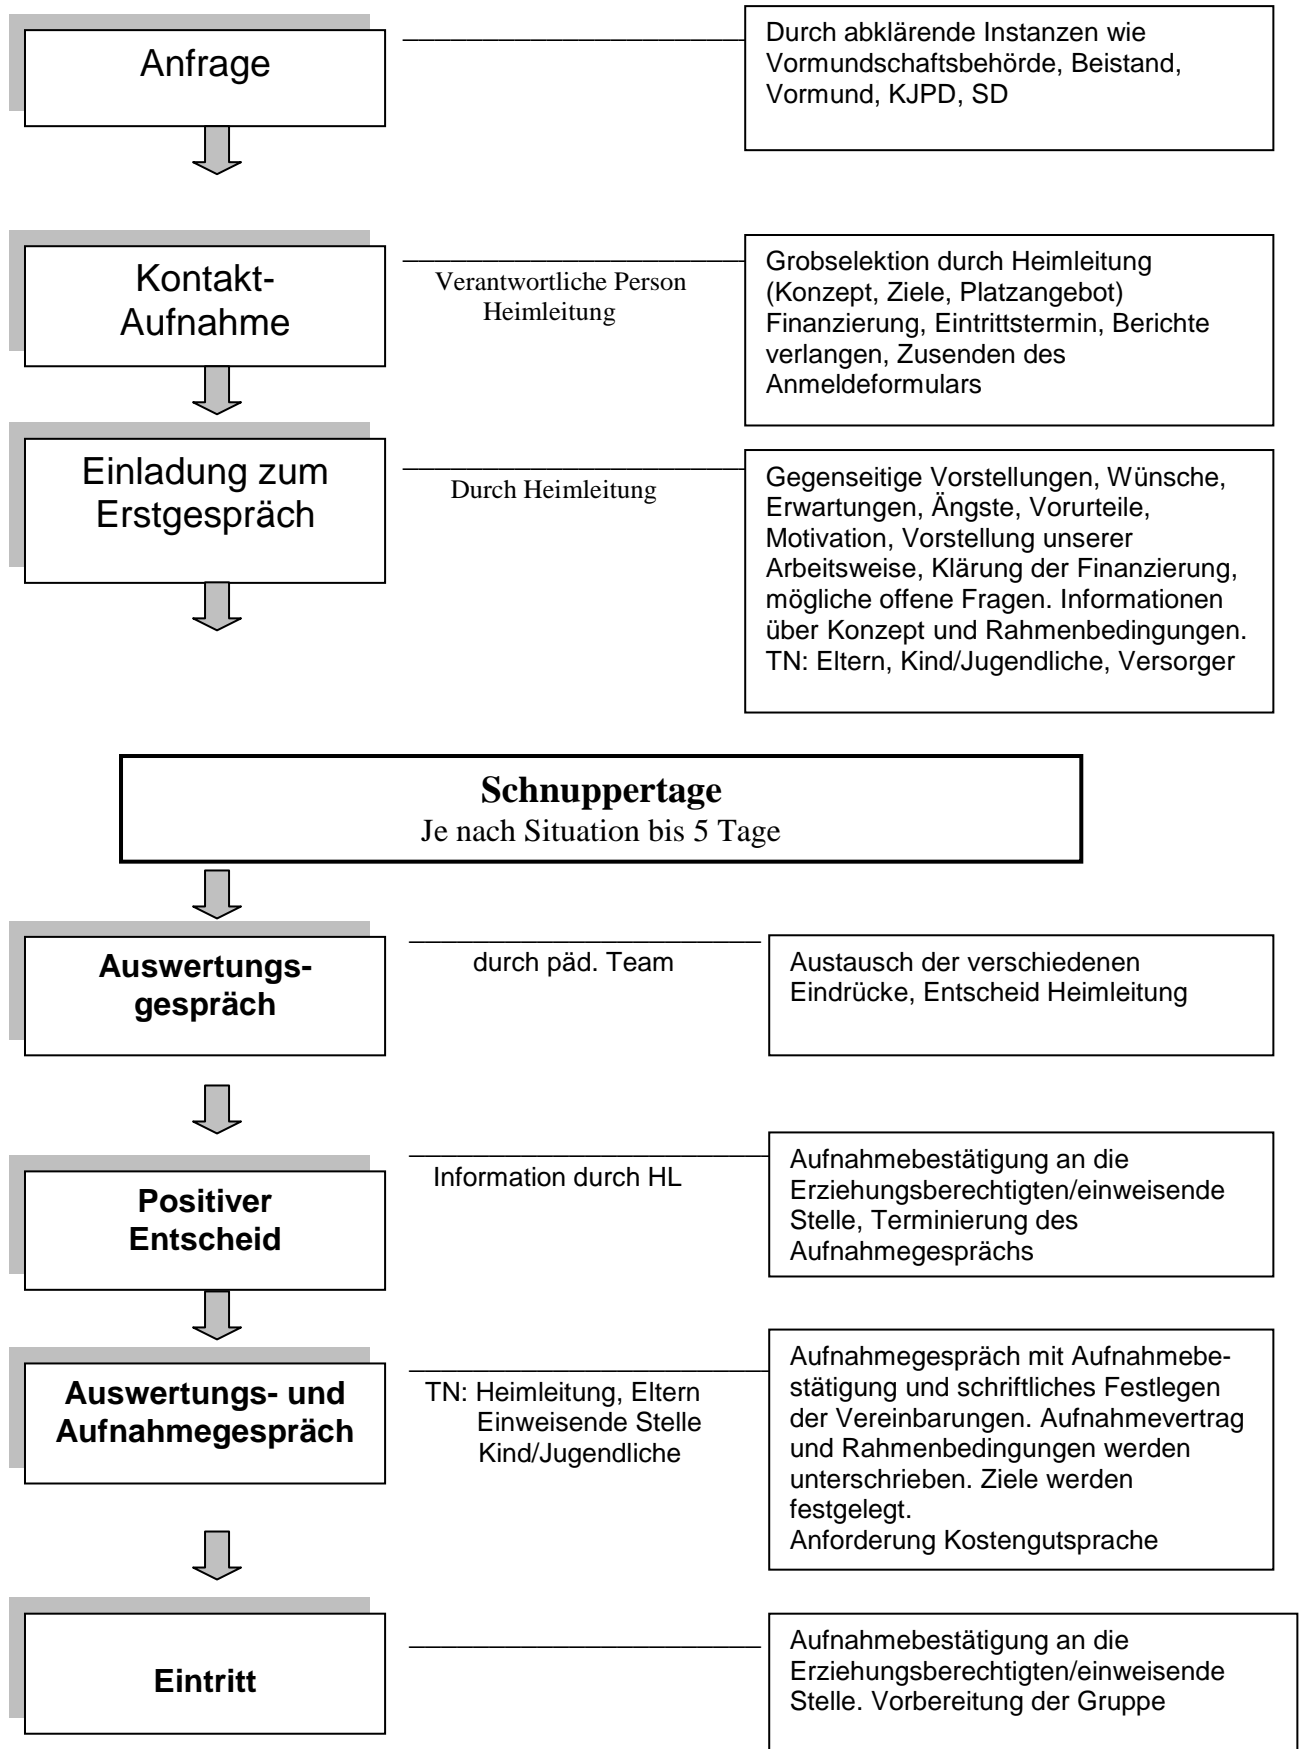 Anfrage
Durch abklärende Instanzen wie
Vormundschaftsbehörde, Beistand,
Vormund, KJPD, SD
Kontakt-
Aufnahme
Verantwortliche Person
Heimleitung
Grobselektion durch Heimleitung
(Konzept, Ziele, Platzangebot)
Finanzierung, Eintrittstermin, Berichte
verlangen, Zusenden des
Anmeldeformulars
Einladung zum
Erstgespräch
Durch Heimleitung
Gegenseitige Vorstellungen, Wünsche,
Erwartungen, Ängste, Vorurteile,
Motivation, Vorstellung unserer
Arbeitsweise, Klärung der Finanzierung,
mögliche offene Fragen. Informationen
über Konzept und Rahmenbedingungen.
TN: Eltern, Kind/Jugendliche, Versorger
Schnuppertage
Je nach Situation bis 5 Tage
Auswertungs-
gespräch
durch päd. Team
Austausch der verschiedenen
Eindrücke, Entscheid Heimleitung
Positiver
Entscheid
Information durch HL
Aufnahmebestätigung an die
Erziehungsberechtigten/einweisende
Stelle, Terminierung des
Aufnahmegesprächs
Auswertungs- und
Aufnahmegespräch
TN: Heimleitung, Eltern
Einweisende Stelle
Kind/Jugendliche
Aufnahmegespräch mit Aufnahmebe-
stätigung und schriftliches Festlegen
der Vereinbarungen. Aufnahmevertrag
und Rahmenbedingungen werden
unterschrieben. Ziele werden
festgelegt.
Anforderung Kostengutsprache
Eintritt
Aufnahmebestätigung an die
Erziehungsberechtigten/einweisende
Stelle. Vorbereitung der Gruppe